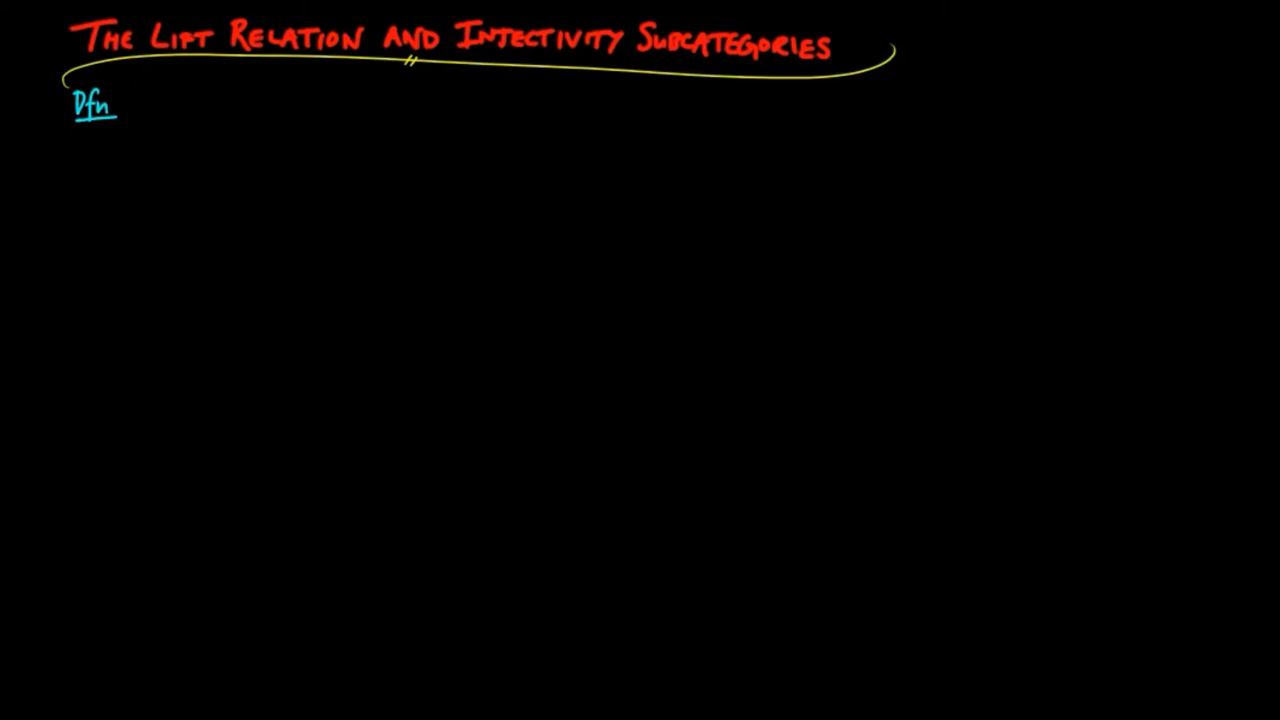 THE LIFT RELATION AND INJECTIVITY SUBCATEGORIES
Dfn